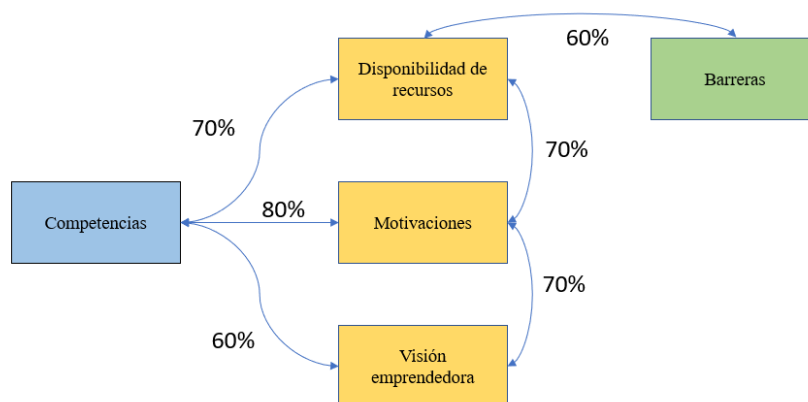 60%
Disponibilidad de
recursos
Barreras
70%
70%
Competencias
80%
Motivaciones
70%
60%
Visión
emprendedora